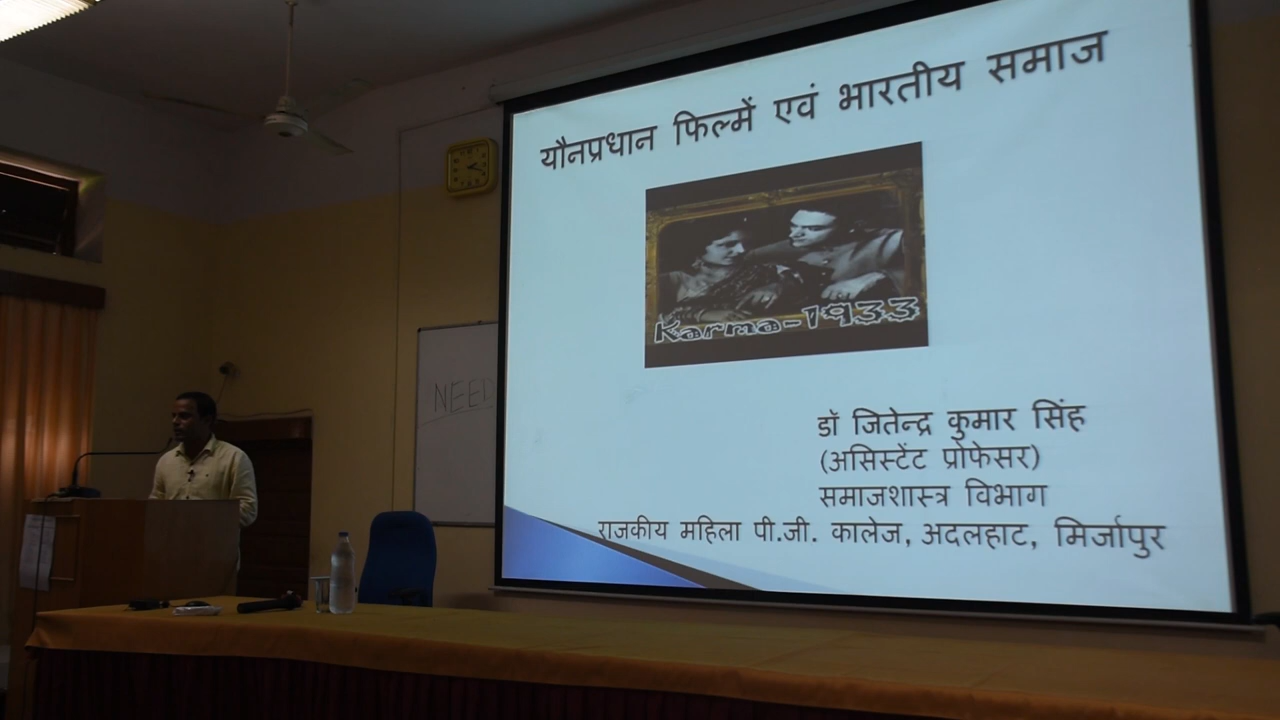 यौनप्रधान फिल्में एवं भारतीय समाज
Karma-1933
डॉ जितेन्द्र कुमार सिंह
(असिस्टेंट प्रोफेसर)
समाजशास्त्र विभाग
राजकीय महिला पी.जी. कालेज, अदलहाट, मिर्जापुर
NEED